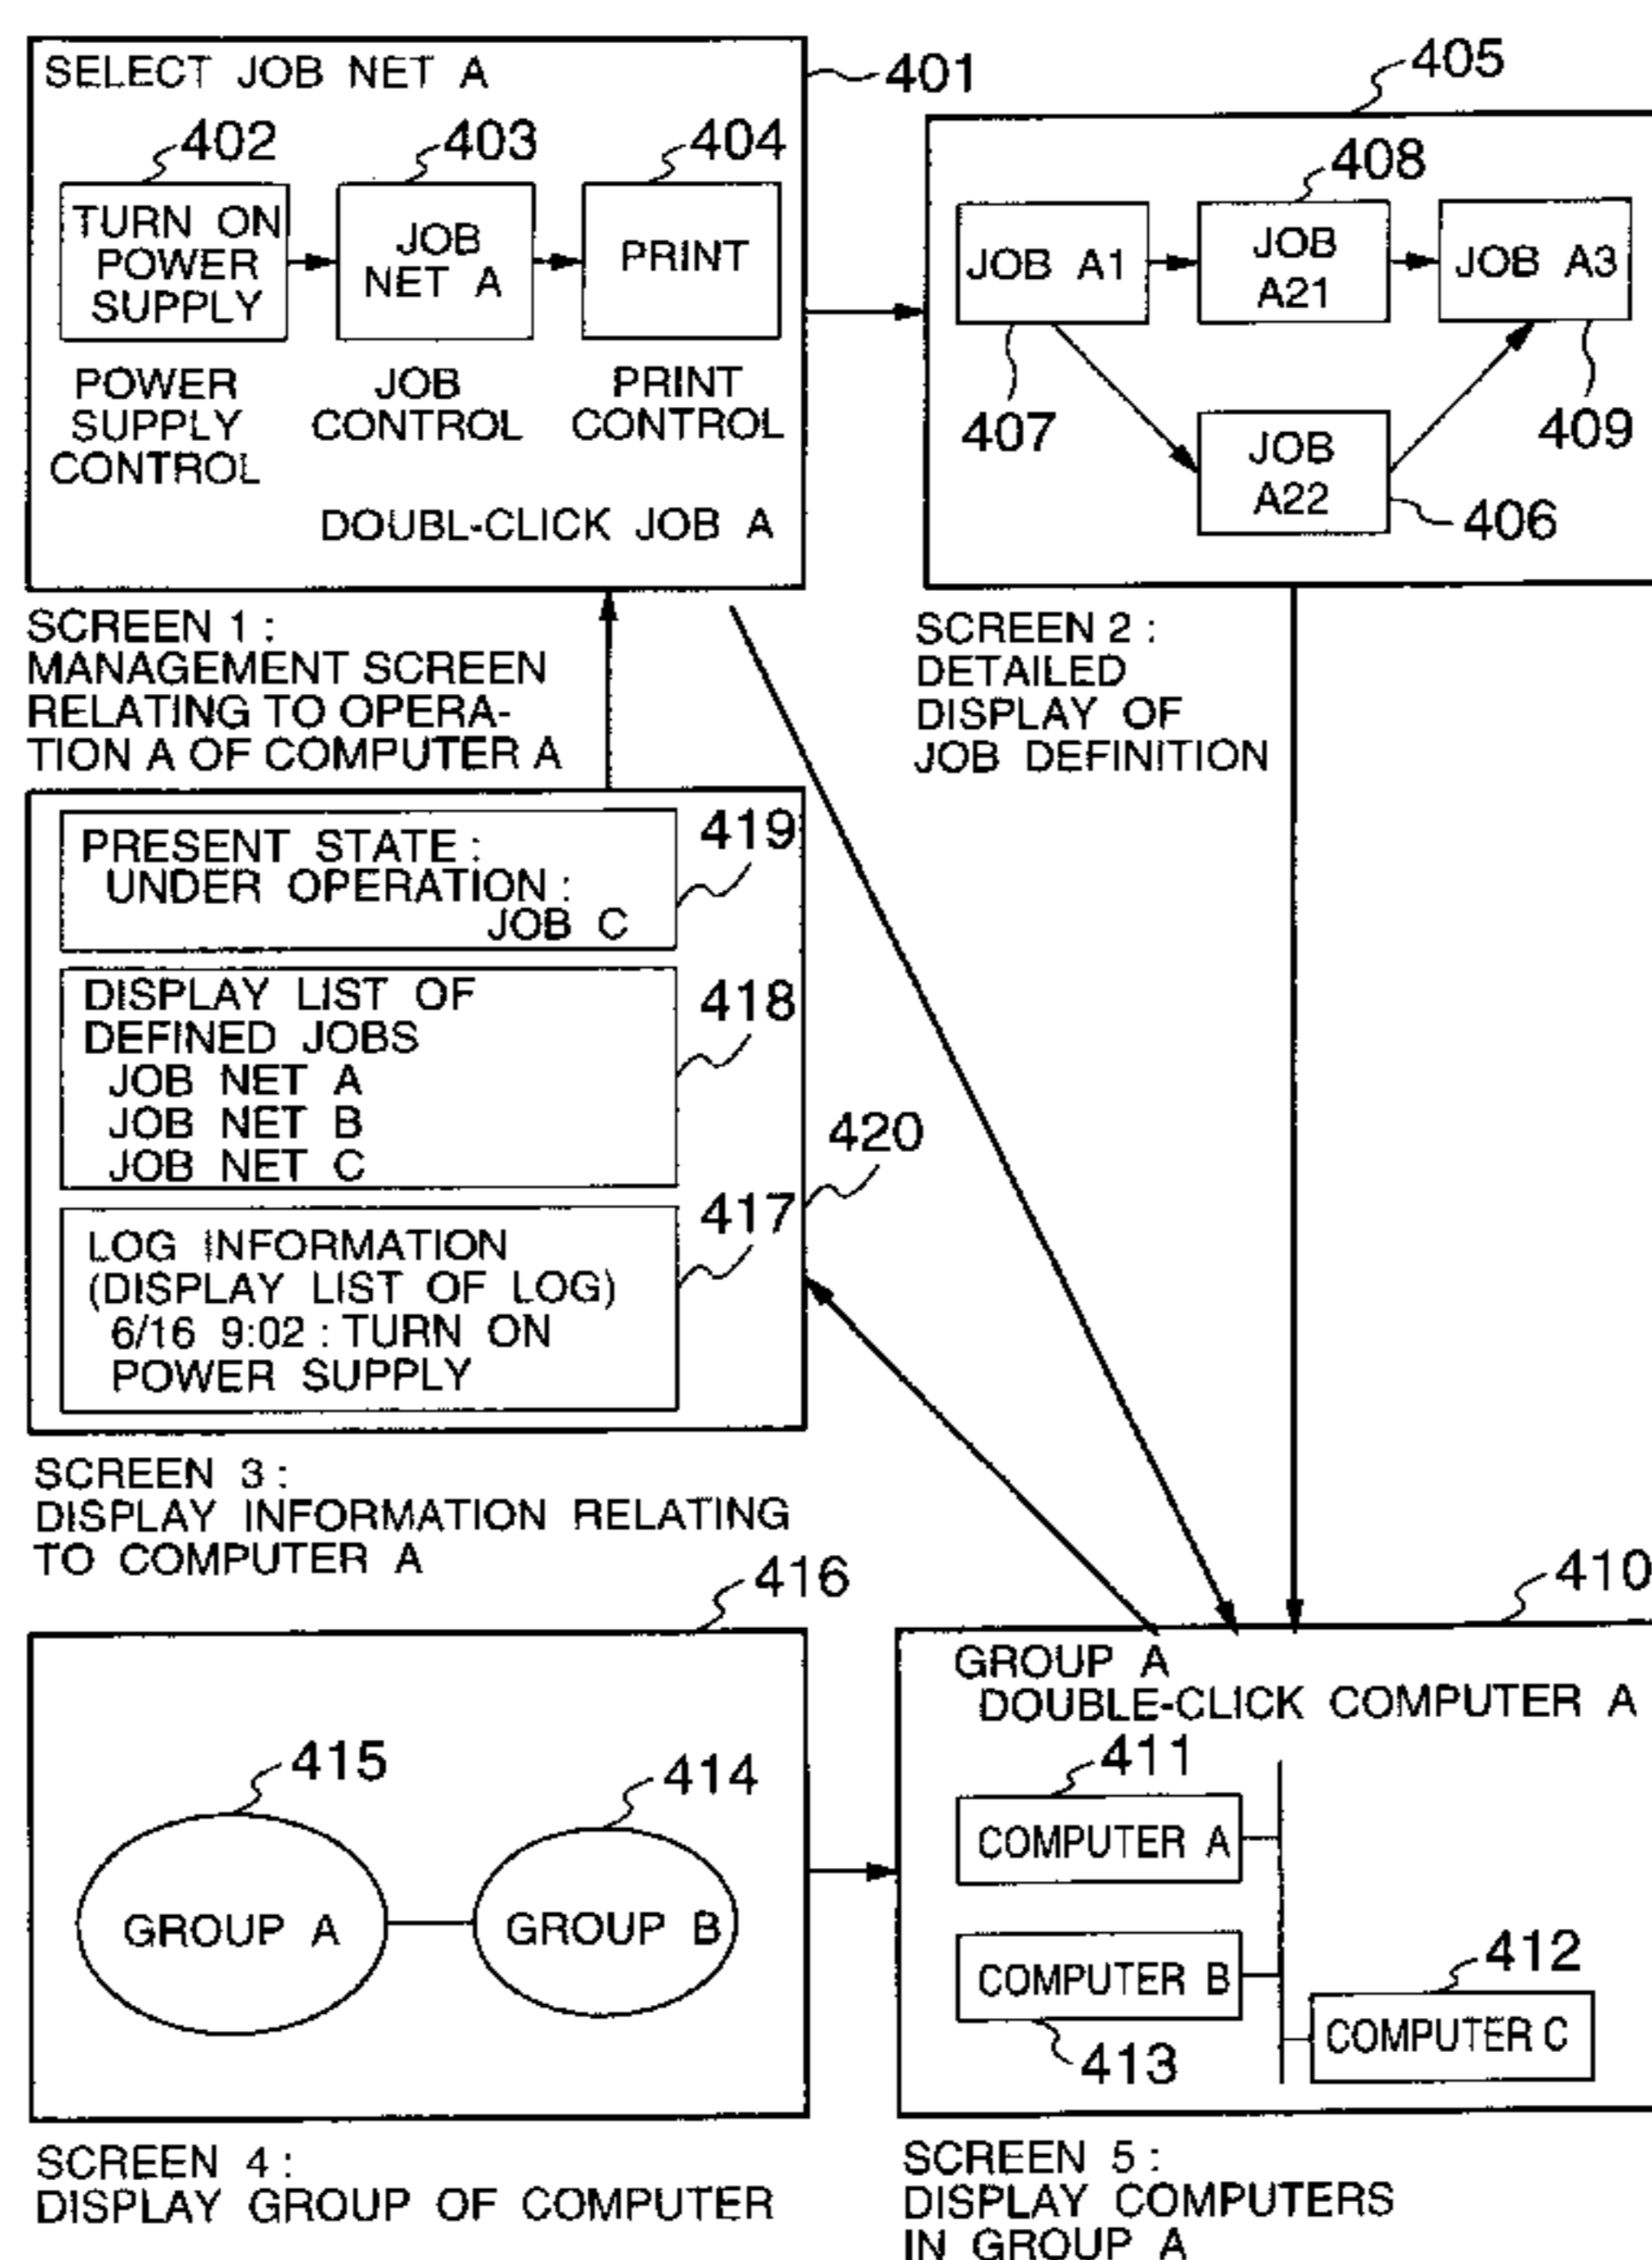 SELECT JOB NET A
401
402
403
404
TURN ON
POWER
SUPPLY
JOB
NET A
PRINT
POWER
SUPPLY
CONTROL
JOB
CONTROL
PRINT
CONTROL
DOUBL-CLICK JOB A
SCREEN 1 :
MANAGEMENT SCREEN
RELATING TO OPERA-
TION A OF COMPUTER A
405
408
JOB A1
JOB
A21
JOB A3
407
409
JOB
A22
406
SCREEN 2 :
DETAILED
DISPLAY OF
JOB DEFINITION
PRESENT STATE :
UNDER OPERATION :
JOB C
419
DISPLAY LIST OF
DEFINED JOBS
JOB NET A
JOB NET B
JOB NET C
418
420
LOG INFORMATION
(DISPLAY LIST OF LOG)
6/16 9:02 : TURN ON
POWER SUPPLY
417
SCREEN 3 :
DISPLAY INFORMATION RELATING
TO COMPUTER A
416
415
414
GROUP A
GROUP B
SCREEN 4 :
DISPLAY GROUP OF COMPUTER
410
GROUP A
DOUBLE-CLICK COMPUTER A
411
COMPUTER A
COMPUTER B
412
413
COMPUTER C
SCREEN 5 :
DISPLAY COMPUTERS
IN GROUP A